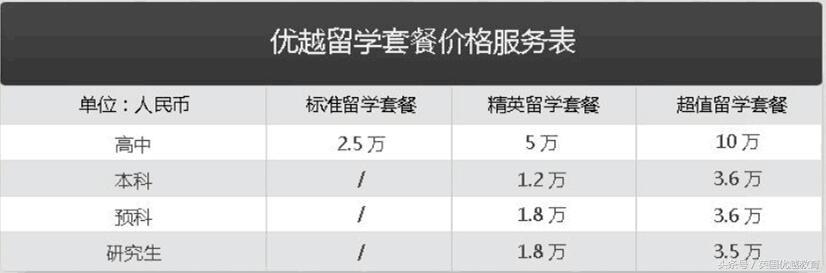 优越留学套餐价格服务表
单位：人民币 标准留学套餐 精英留学套餐 超值留学套餐
高中 2.5万 5万 10万
本科 / 1.2万 3.6万
预科 / 1.8万 3.6万
研究生 / 1.8万 3.5万
头条号 / 英国优越教育